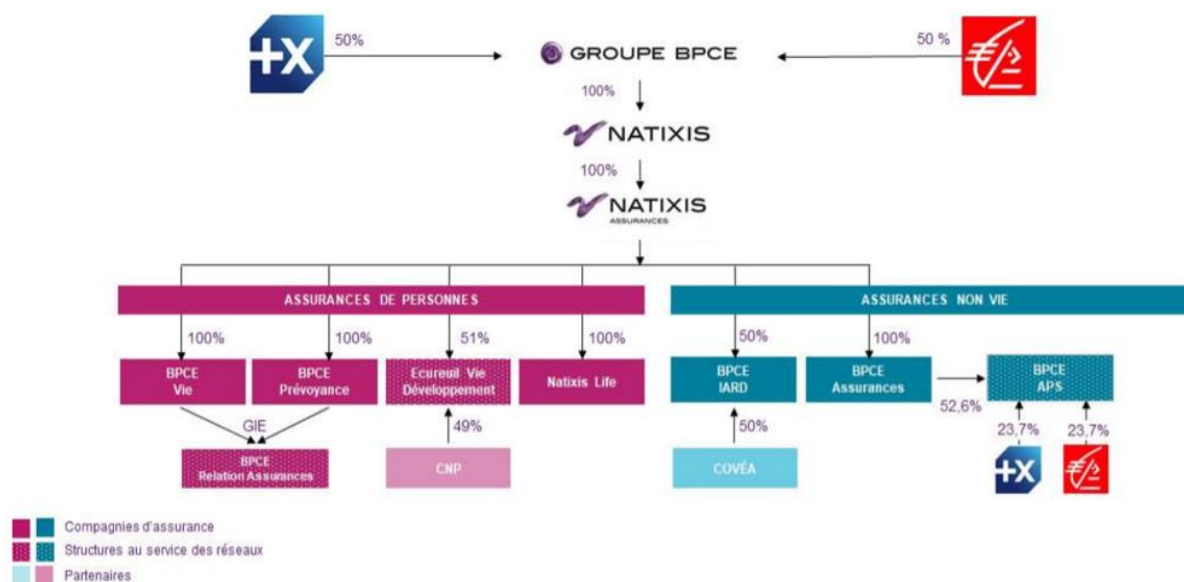 50%
GROUPE BPCE
50 %
100%
NATIXIS
100%
NATIXIS
ASSURANCES
ASSURANCES DE PERSONNES
ASSURANCES NON VIE
100%
100%
51%
100%
50%
100%
BPCE
Vie
BPCE
Prévoyance
Ecureuil Vie
Développement
Natixis Life
BPCE
IARD
BPCE
Assurances
BPCE
APS
52,6%
GIE
49%
50%
23,7%
23,7%
BPCE
Relation Assurances
CNP
COVÉA
Compagnies d'assurance
Structures au service des réseaux
Partenaires